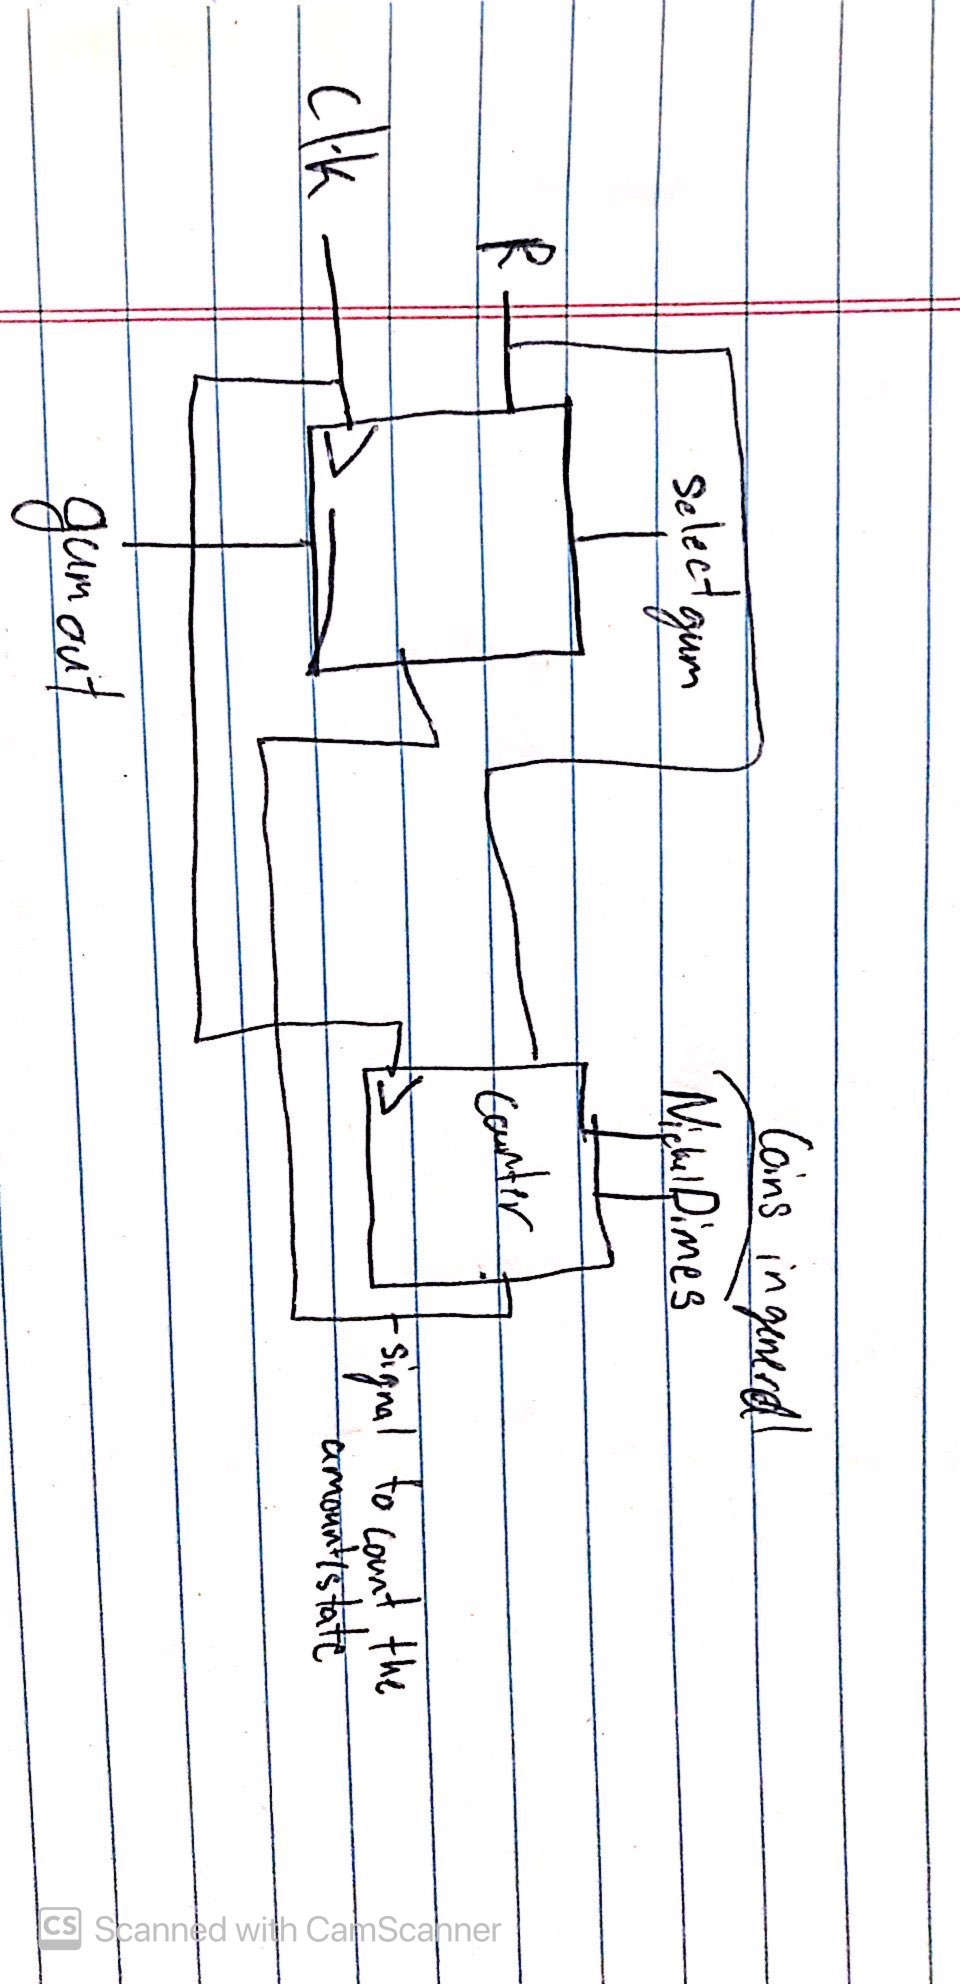 Coins in general
Nickel Dimes
Select gum
R
Counter
Clk
signal to count the
amount/state
gum out
CS Scanned with CamScanner